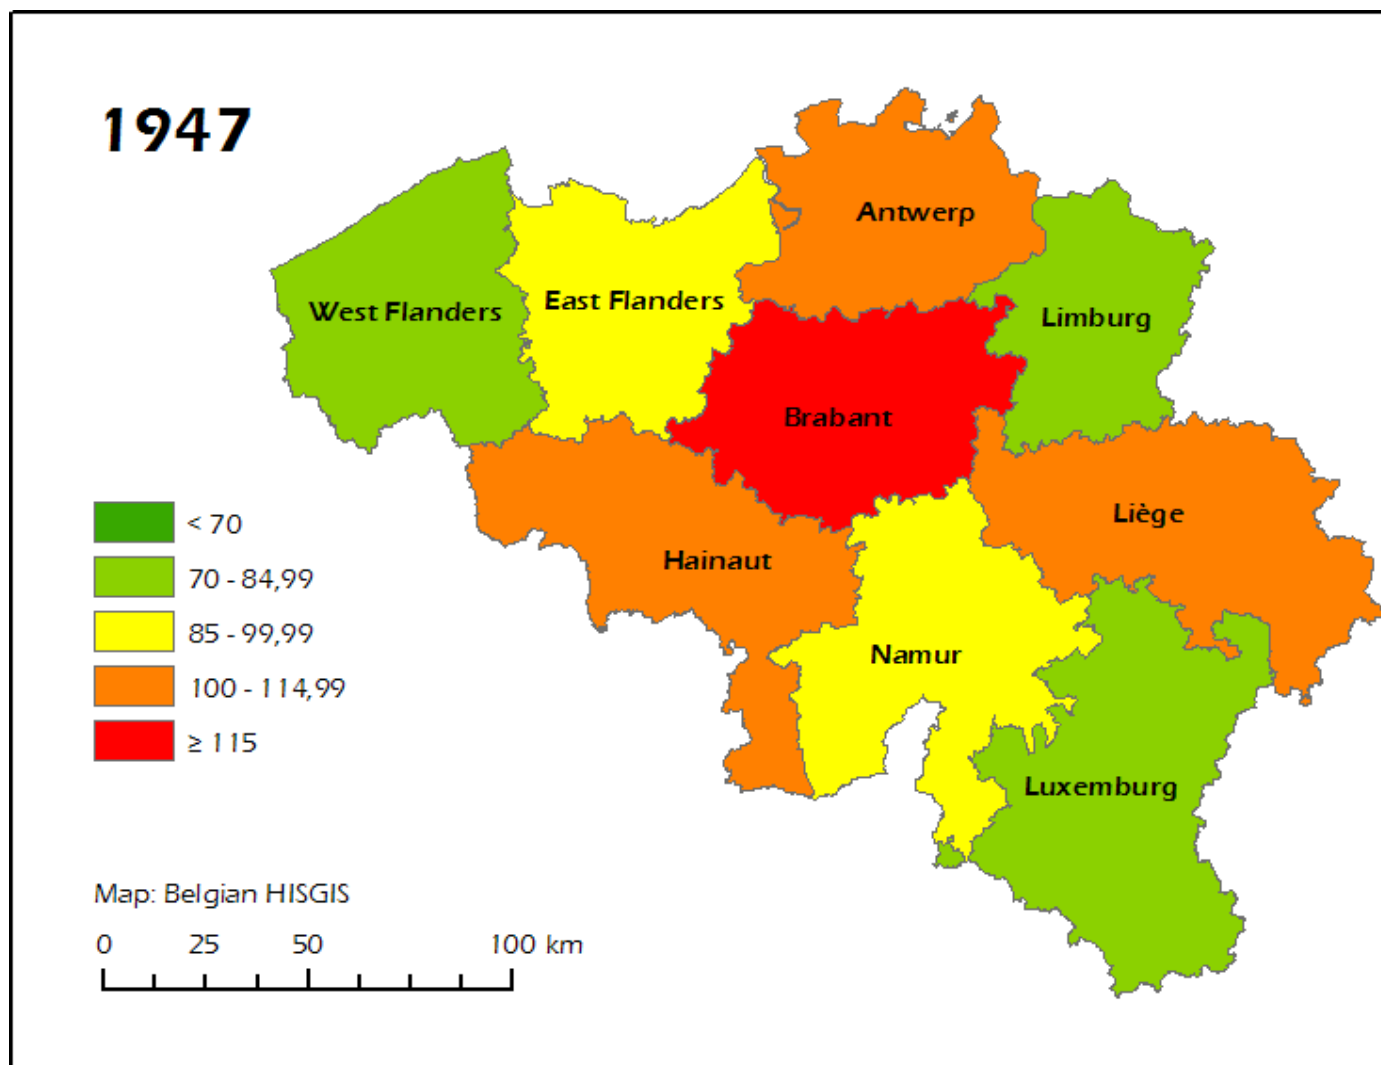 1947
Antwerp
West Flanders
East Flanders
Limburg
Brabant
Liège
Hainaut
Namur
Luxemburg
< 70
70 - 84,99
85 - 99,99
100 - 114,99
≥ 115
Map: Belgian HISGIS
0 25 50 100 km